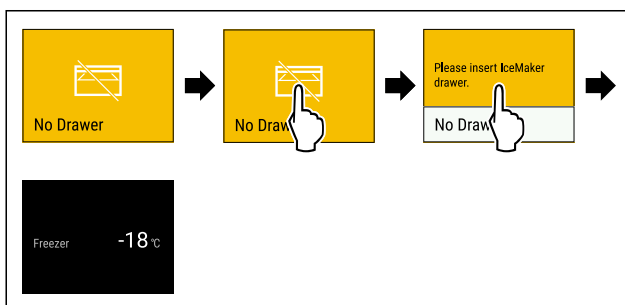 No Drawer
No Draw
Please insert IceMaker
drawer.
No Draw
Freezer -18 °C